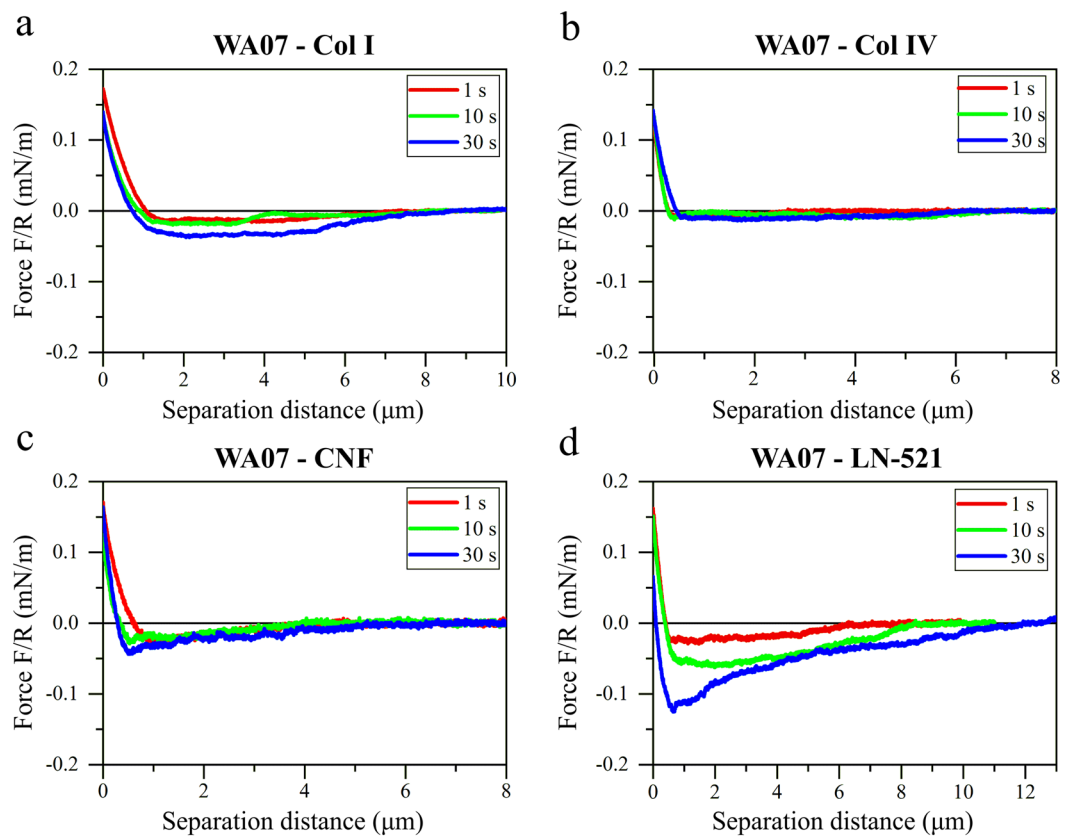 a
WA07 - Col I
0.2
0.1
0.0
-0.1
-0.2
Force F/R (mN/m)
1 s
10 s
30 s
0
2
4
6
8
10
Separation distance (μm)
b
WA07 - Col IV
0.2
0.1
0.0
-0.1
-0.2
Force F/R (mN/m)
1 s
10 s
30 s
0
2
4
6
8
Separation distance (μm)
c
WA07 - CNF
0.2
0.1
0.0
-0.1
-0.2
Force F/R (mN/m)
1 s
10 s
30 s
0
2
4
6
8
Separation distance (μm)
d
WA07 - LN-521
0.2
0.1
0.0
-0.1
-0.2
Force F/R (mN/m)
1 s
10 s
30 s
0
2
4
6
8
10
12
Separation distance (μm)